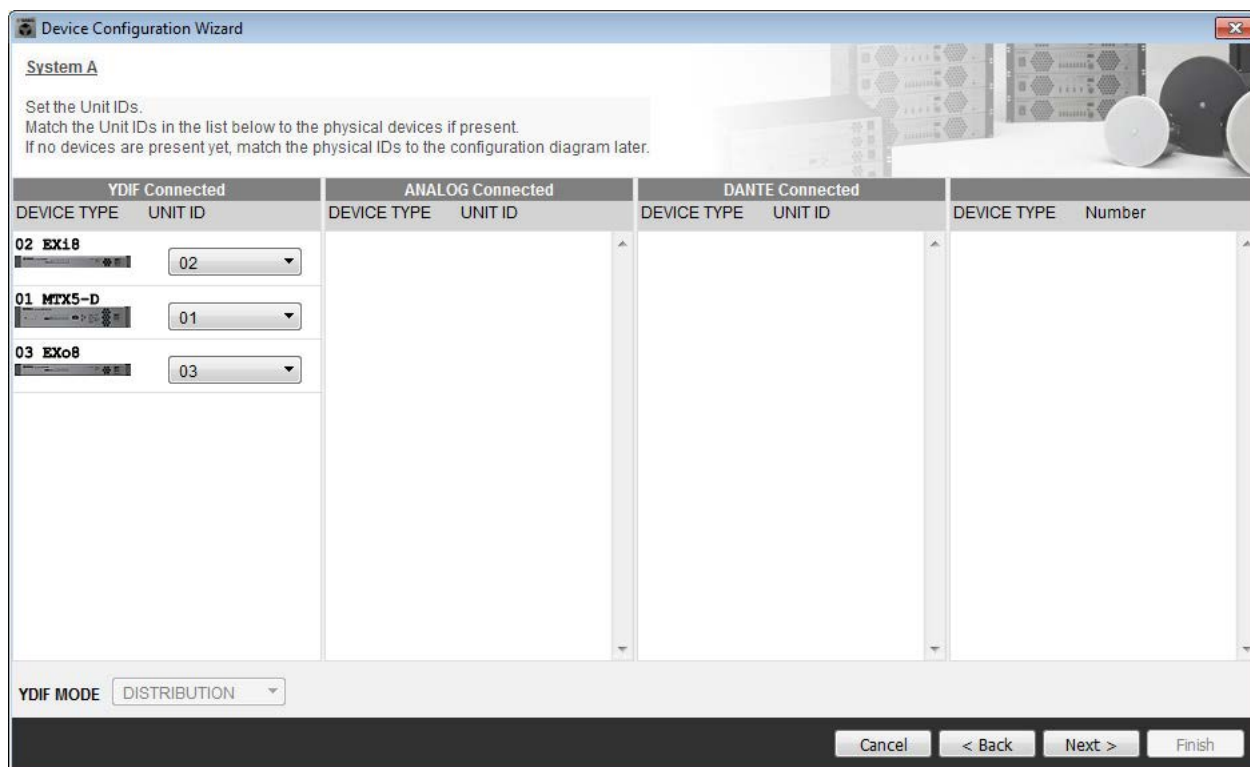 Device Configuration Wizard
System A
Set the Unit IDs.
Match the Unit IDs in the list below to the physical devices if present.
If no devices are present yet, match the physical IDs to the configuration diagram later.
YDIF Connected ANALOG Connected DANTE Connected
DEVICE TYPE UNIT ID DEVICE TYPE UNIT ID DEVICE TYPE UNIT ID DEVICE TYPE Number
02 EXi8
02
01 MTX5-D
01
03 EXo8
03
YDIF MODE DISTRIBUTION
Cancel < Back Next > Finish